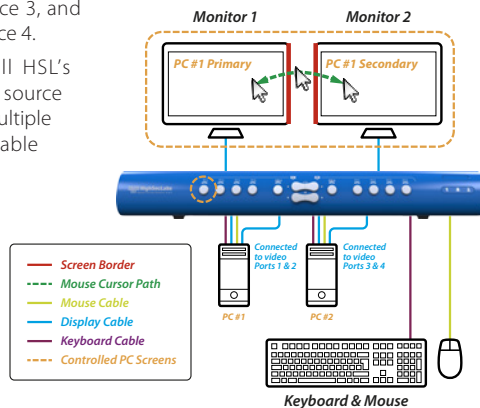 ce 3, and
ce 4.
ll HSL's
source
ultiple
able
Monitor 1
Monitor 2
PC #1 Primary
PC #1 Secondary
HighSecLabs
Connected
to video
Ports 1 & 2
Connected
to video
Ports 3 & 4
PC #1
PC #2
Screen Border
Mouse Cursor Path
Mouse Cable
Display Cable
Keyboard Cable
Controlled PC Screens
Keyboard & Mouse